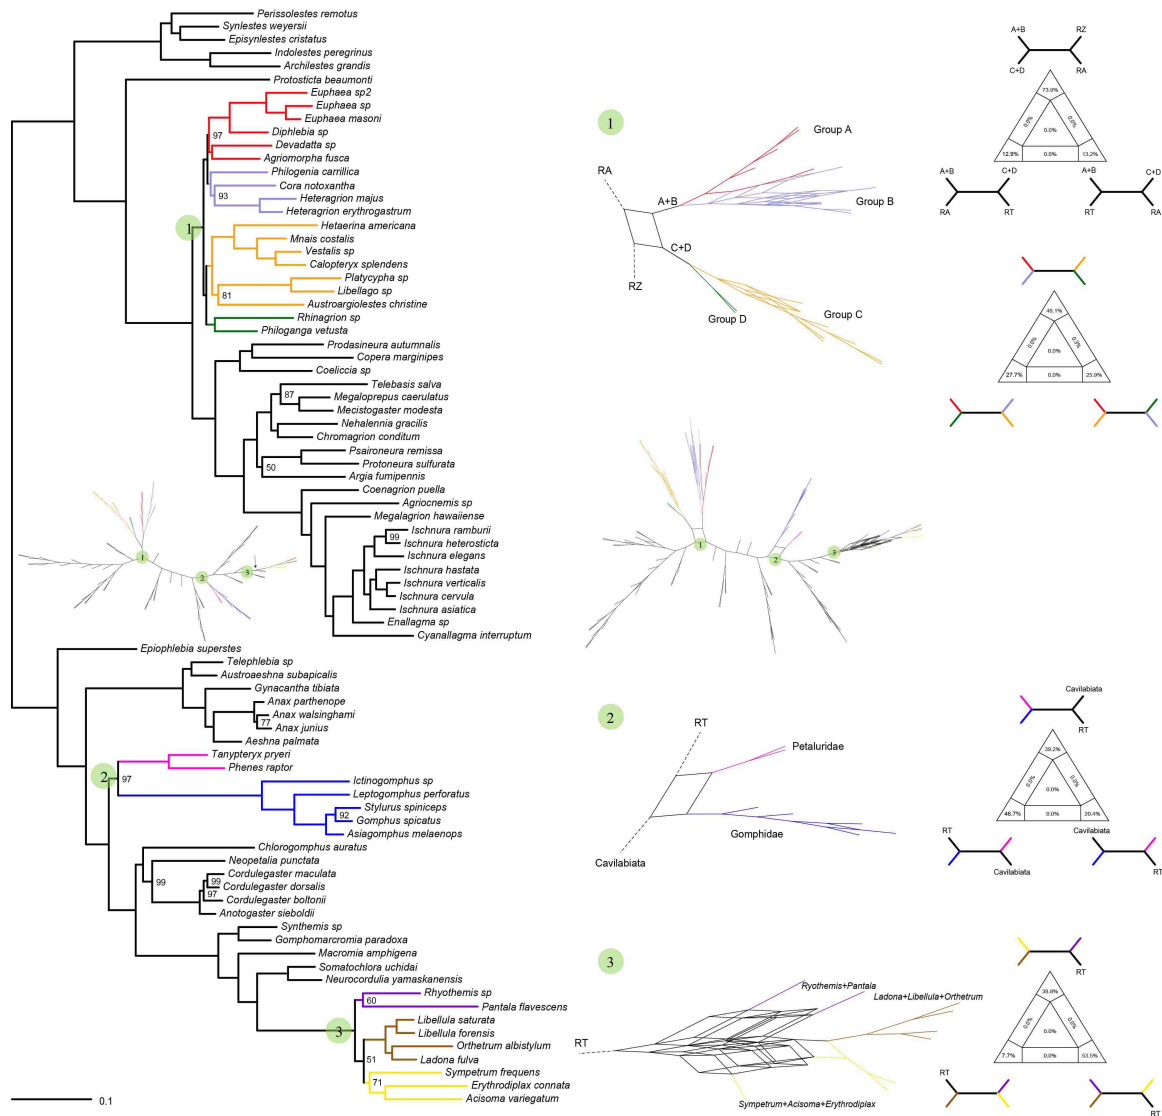 Perissolestes remotus
Synlestes weyersii
Episynlestes cristatus
Indolestes peregrinus
Archilestes grandis
Protosticta beaumonti
Euphaea sp2
Euphaea sp
Euphaea masoni
97
Diphlebia sp
Devadatta sp
Agriomorpha fusca
Philogenia carrillica
Cora notoxantha
93
Heteragrion majus
Heteragrion erythrogastrum
1
Hetaerina americana
Mnais costalis
Vestalis sp
Calopteryx splendens
Platycypha sp
81
Libellago sp
Austroargiolestes christine
Rhinagrion sp
Philoganga vetusta
Prodasineura autumnalis
Copera marginipes
Coeliccia sp
Telebasis salva
87
Megaloprepus caerulatus
Mecistogaster modesta
Nehalennia gracilis
Chromagrion conditum
Psaironeura remissa
50
Protoneura sulfurata
Argia fumipennis
Coenagrion puella
Agriocnemis sp
Megalagrion hawaiiense
Ischnura ramburii
99
Ischnura heterosticta
Ischnura elegans
Ischnura hastata
Ischnura verticalis
Ischnura cervula
Ischnura asiatica
Enallagma sp
Cyanallagma interruptum
1
2
3
Epiophlebia superstes
Telephlebia sp
Austroaeshna subapicalis
Gynacantha tibiata
Anax parthenope
Anax walsinghami
77
Anax junius
Aeshna palmata
Tanypteryx pryeri
2
97
Phenes raptor
Ictinogomphus sp
Leptogomphus perforatus
Stylurus spiniceps
92
Gomphus spicatus
Asiagomphus melaenops
Chlorogomphus auratus
Neopetalia punctata
Cordulegaster maculata
99
99
Cordulegaster dorsalis
97
Cordulegaster boltonii
Anotogaster sieboldii
Synthemis sp
Gomphomacromia paradoxa
Macromia amphigena
Somatochlora uchidai
Neurocordulia yamaskanensis
Rhyothemis sp
60
Pantala flavescens
3
Libellula saturata
Libellula forensis
Orthetrum albistylum
51
Ladona fulva
Sympetrum frequens
71
Erythrodiplax connata
Acisoma variegatum
0.1
1
Group A
RA
A+B
Group B
C+D
RZ
Group D
Group C
A+B
RZ
C+D
RA
73.9%
0.0%
0.0%
0.0%
12.9%
0.0%
13.2%
A+B
C+D
RA
RT
A+B
C+D
RT
RA
45.1%
0.0%
0.3%
0.0%
27.7%
0.0%
25.9%
1
2
3
2
RT
Petaluridae
Gomphidae
Cavilabiata
Cavilabiata
RT
39.2%
0.0%
0.0%
0.0%
46.7%
0.0%
20.4%
RT
Cavilabiata
Cavilabiata
RT
3
Ryothemis+Pantala
Ladona+Libellula+Orthetrum
RT
Sympetrum+Acisoma+Erythrodiplax
RT
38.8%
0.0%
0.0%
0.0%
7.7%
0.0%
53.5%
RT
RT